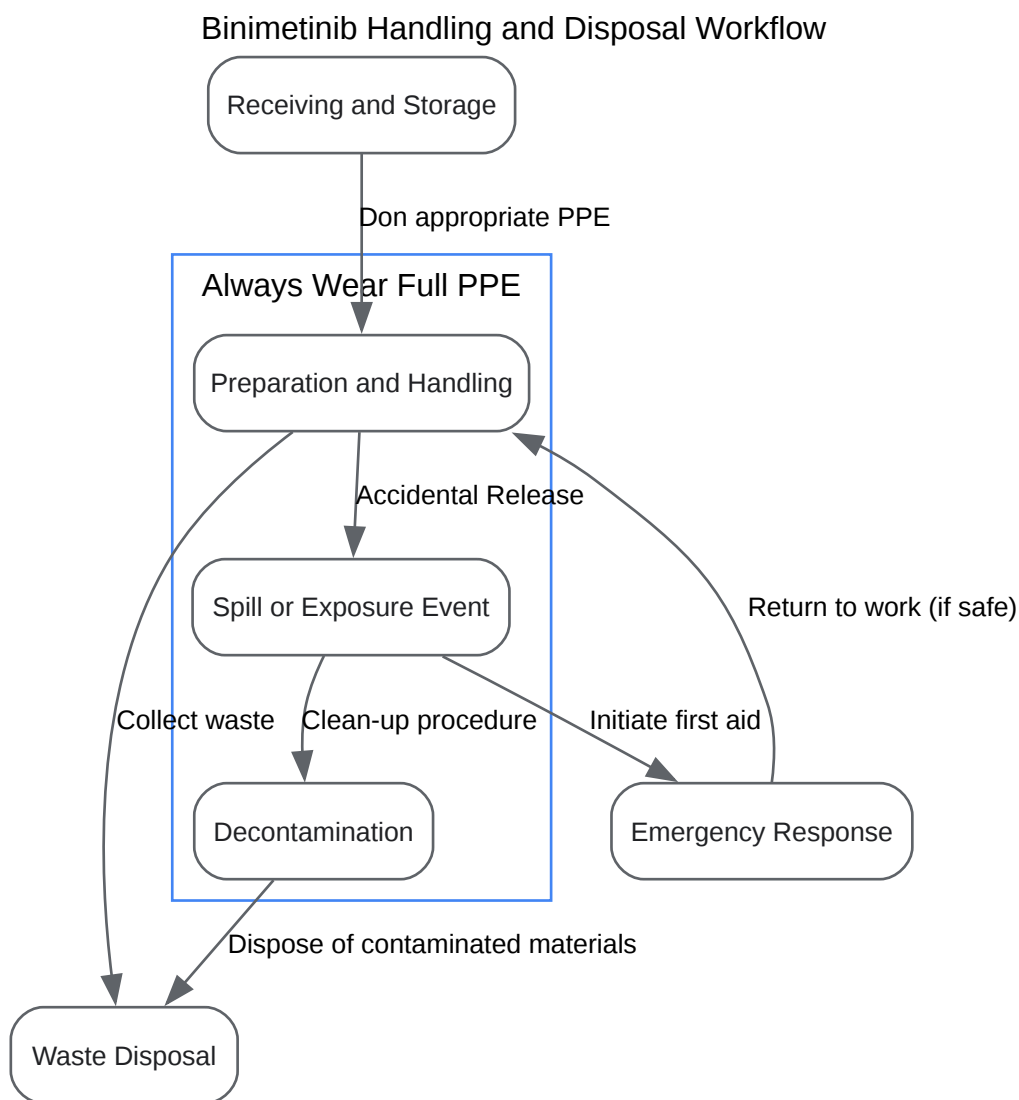 Binimetinib Handling and Disposal Workflow
Receiving and Storage
Don appropriate PPE
Always Wear Full PPE
Preparation and Handling
Accidental Release
Spill or Exposure Event
Return to work (if safe)
Collect waste
Clean-up procedure
Initiate first aid
Decontamination
Emergency Response
Dispose of contaminated materials
Waste Disposal